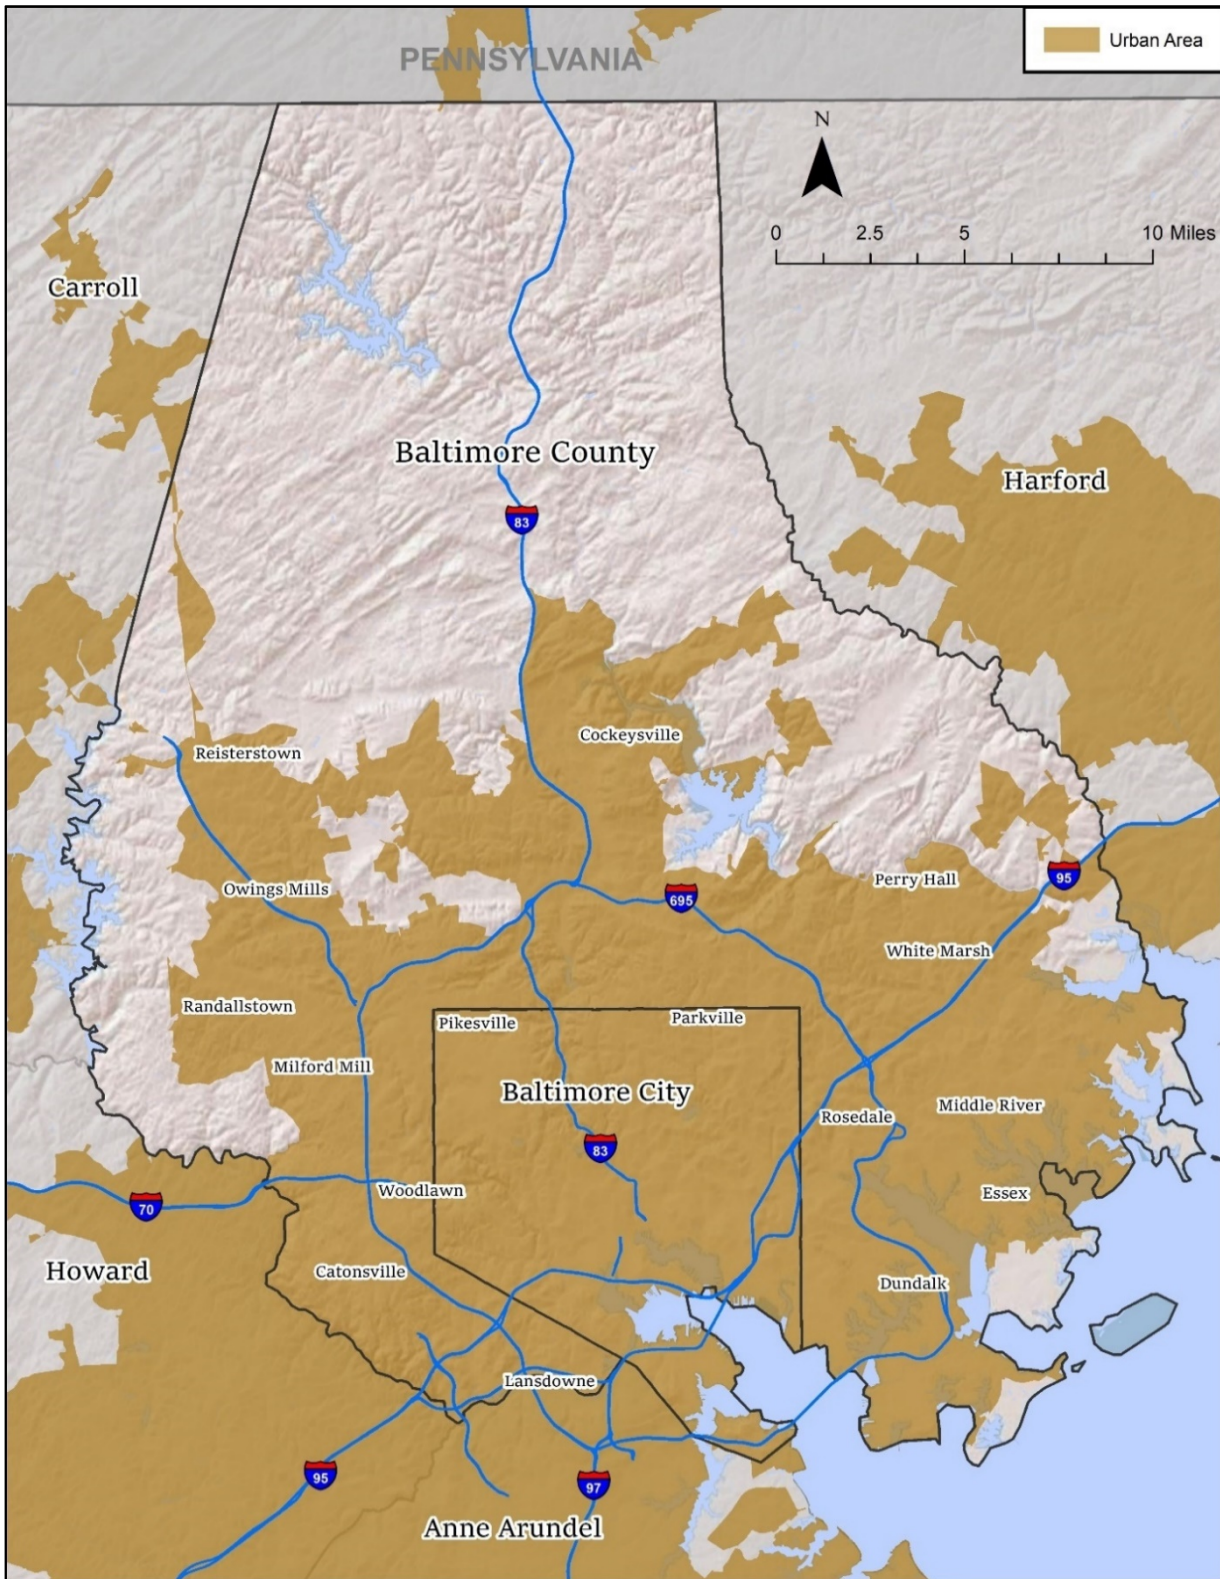 Urban Area
PENNSYLVANIA
N
0 2.5 5 10 Miles
Carroll
Baltimore County
Harford
83
Cockeysville
Reisterstown
Owings Mills
Perry Hall
95
695
White Marsh
Randallstown
Pikesville
Parkville
Milford Mill
Baltimore City
Middle River
Rosedale
83
Woodlawn
Essex
70
Howard
Catonsville
Dundalk
Lansdowne
95
97
Anne Arundel